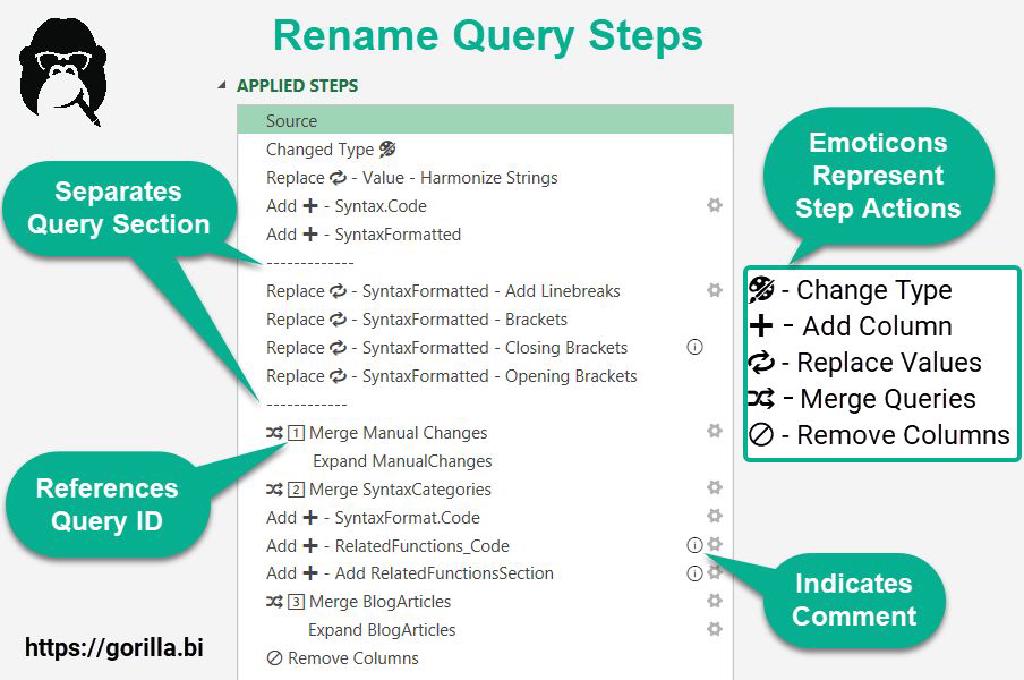 Rename Query Steps
APPLIED STEPS
Source
Changed Type 🎨
Replace 🔁 - Value - Harmonize Strings
Add ➕ - Syntax.Code
Add ➕ - SyntaxFormatted
-------------
Replace 🔁 - SyntaxFormatted - Add Linebreaks
Replace 🔁 - SyntaxFormatted - Brackets
Replace 🔁 - SyntaxFormatted - Closing Brackets
Replace 🔁 - SyntaxFormatted - Opening Brackets
------------
🔀 1 Merge Manual Changes
Expand ManualChanges
🔀 2 Merge SyntaxCategories
Add ➕ - SyntaxFormat.Code
Add ➕ - RelatedFunctions_Code
Add ➕ - Add RelatedFunctionsSection
🔀 3 Merge BlogArticles
Expand BlogArticles
🚫 Remove Columns
Separates
Query Section
References
Query ID
Emoticons
Represent
Step Actions
🎨 - Change Type
➕ - Add Column
🔁 - Replace Values
🔀 - Merge Queries
🚫 - Remove Columns
Indicates
Comment
https://gorilla.bi